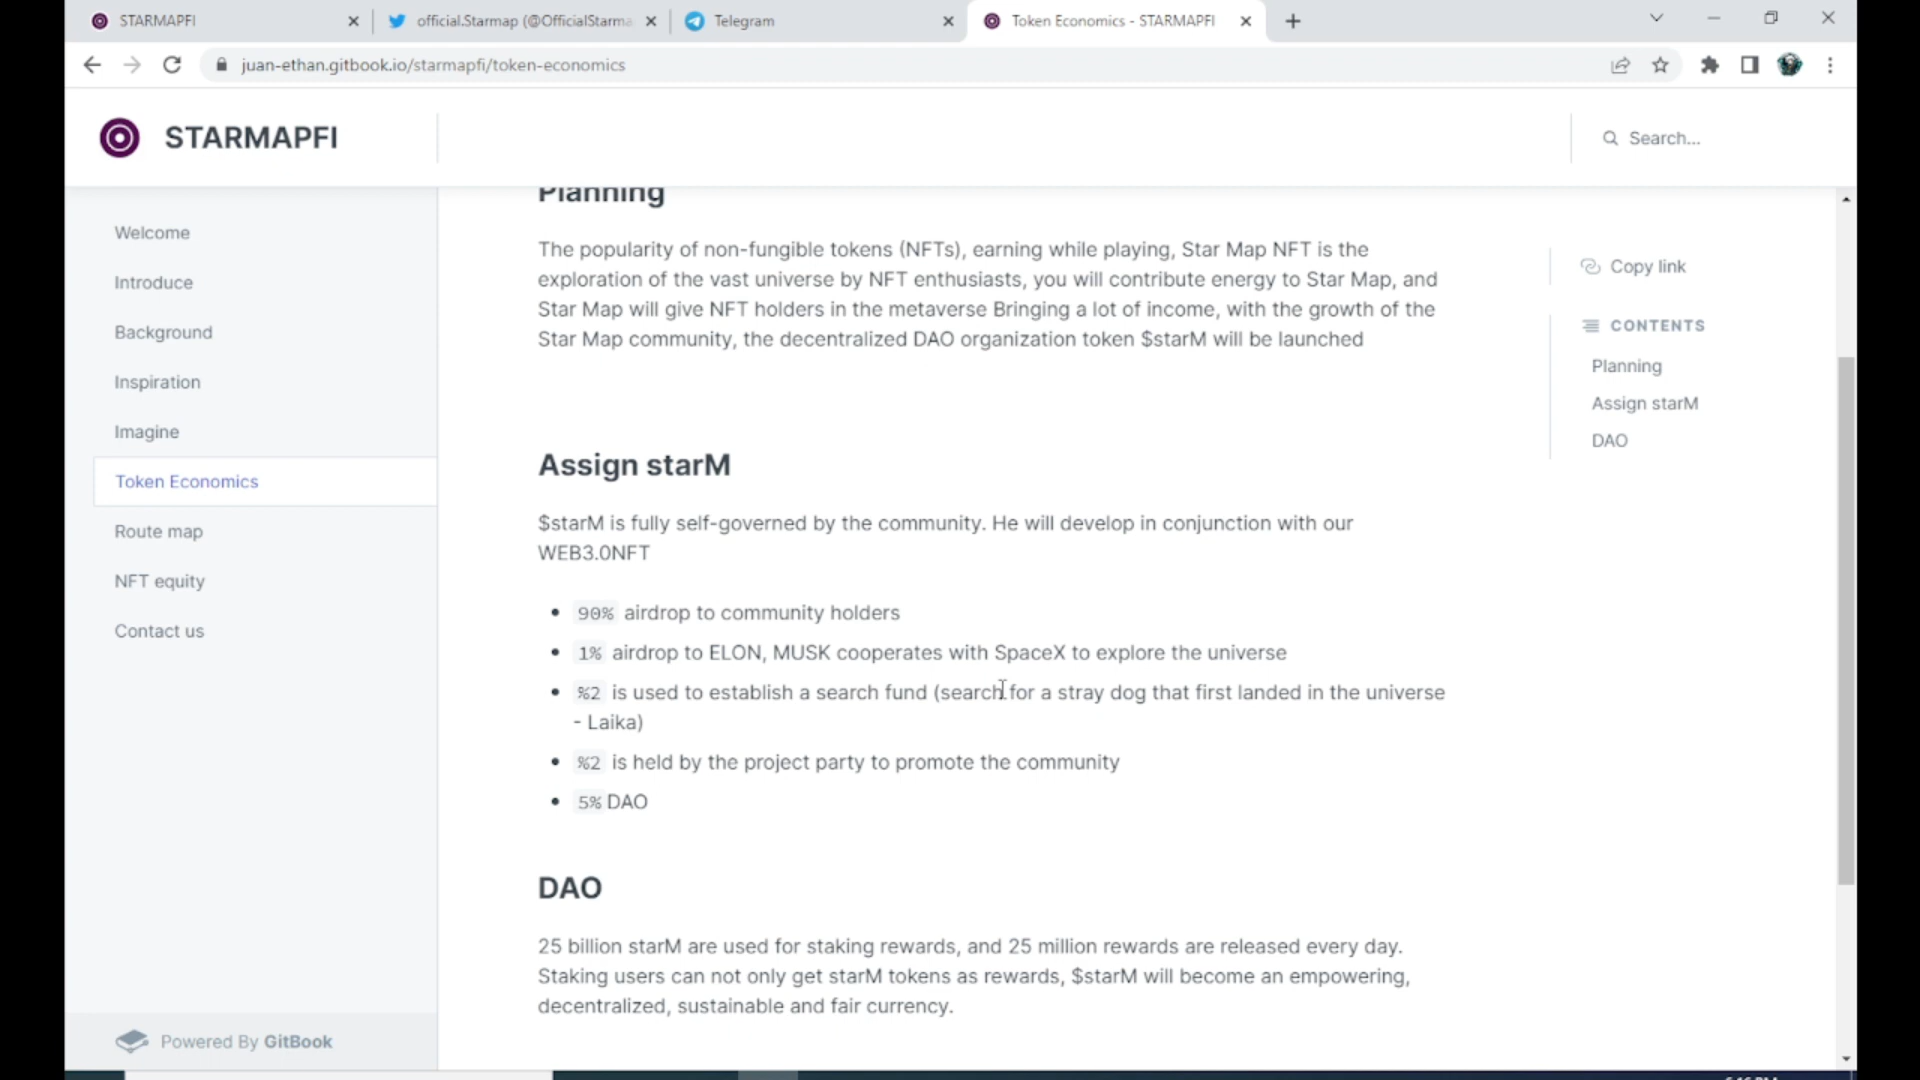 STARMAPFI
official.Starmap (@OfficialStarma
Telegram
Token Economics - STARMAPFI
juan-ethan.gitbook.io/starmapfi/token-economics
STARMAPFI
Search...
Welcome
Introduce
Background
Inspiration
Imagine
Token Economics
Route map
NFT equity
Contact us
Powered By GitBook
Planning
The popularity of non-fungible tokens (NFTs), earning while playing, Star Map NFT is the
exploration of the vast universe by NFT enthusiasts, you will contribute energy to Star Map, and
Star Map will give NFT holders in the metaverse Bringing a lot of income, with the growth of the
Star Map community, the decentralized DAO organization token $starM will be launched
Assign starM
$starM is fully self-governed by the community. He will develop in conjunction with our
WEB3.0NFT
90% airdrop to community holders
1% airdrop to ELON, MUSK cooperates with SpaceX to explore the universe
%2 is used to establish a search fund (search for a stray dog that first landed in the universe
- Laika)
%2 is held by the project party to promote the community
5% DAO
DAO
25 billion starM are used for staking rewards, and 25 million rewards are released every day.
Staking users can not only get starM tokens as rewards, $starM will become an empowering,
decentralized, sustainable and fair currency.
Copy link
CONTENTS
Planning
Assign starM
DAO